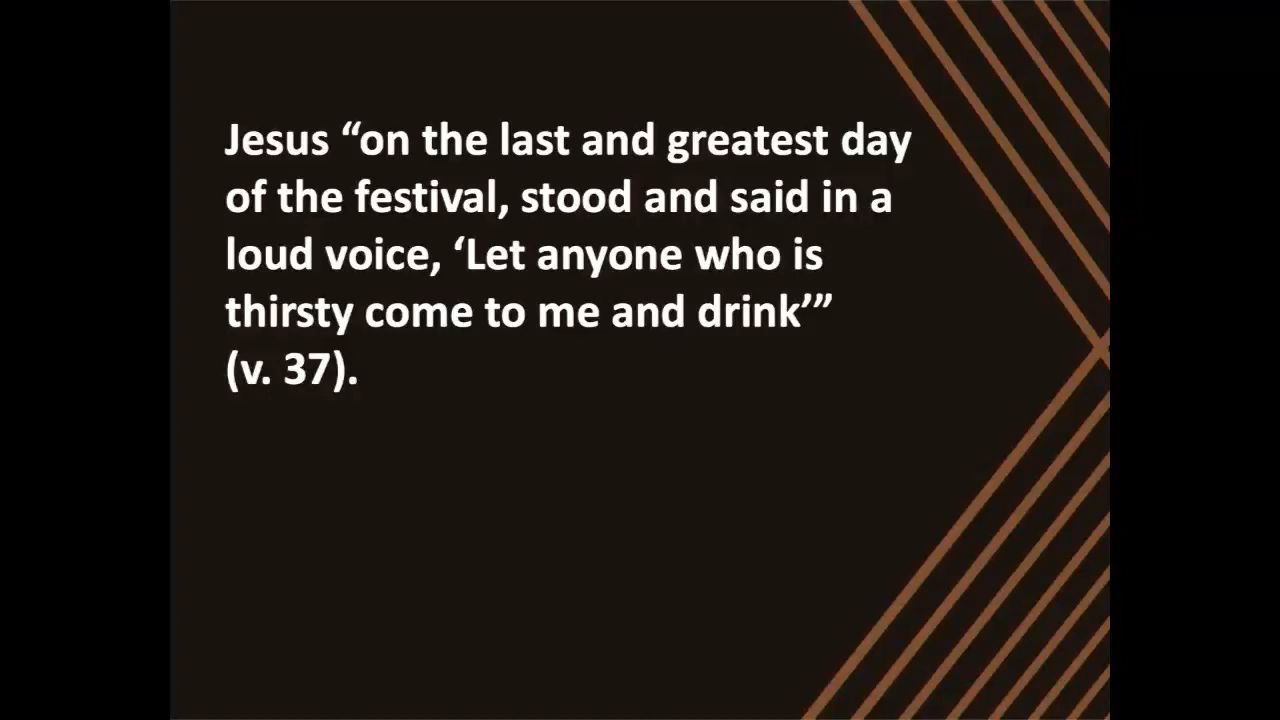 Jesus “on the last and greatest day
of the festival, stood and said in a
loud voice, ‘Let anyone who is
thirsty come to me and drink’”
(v. 37).